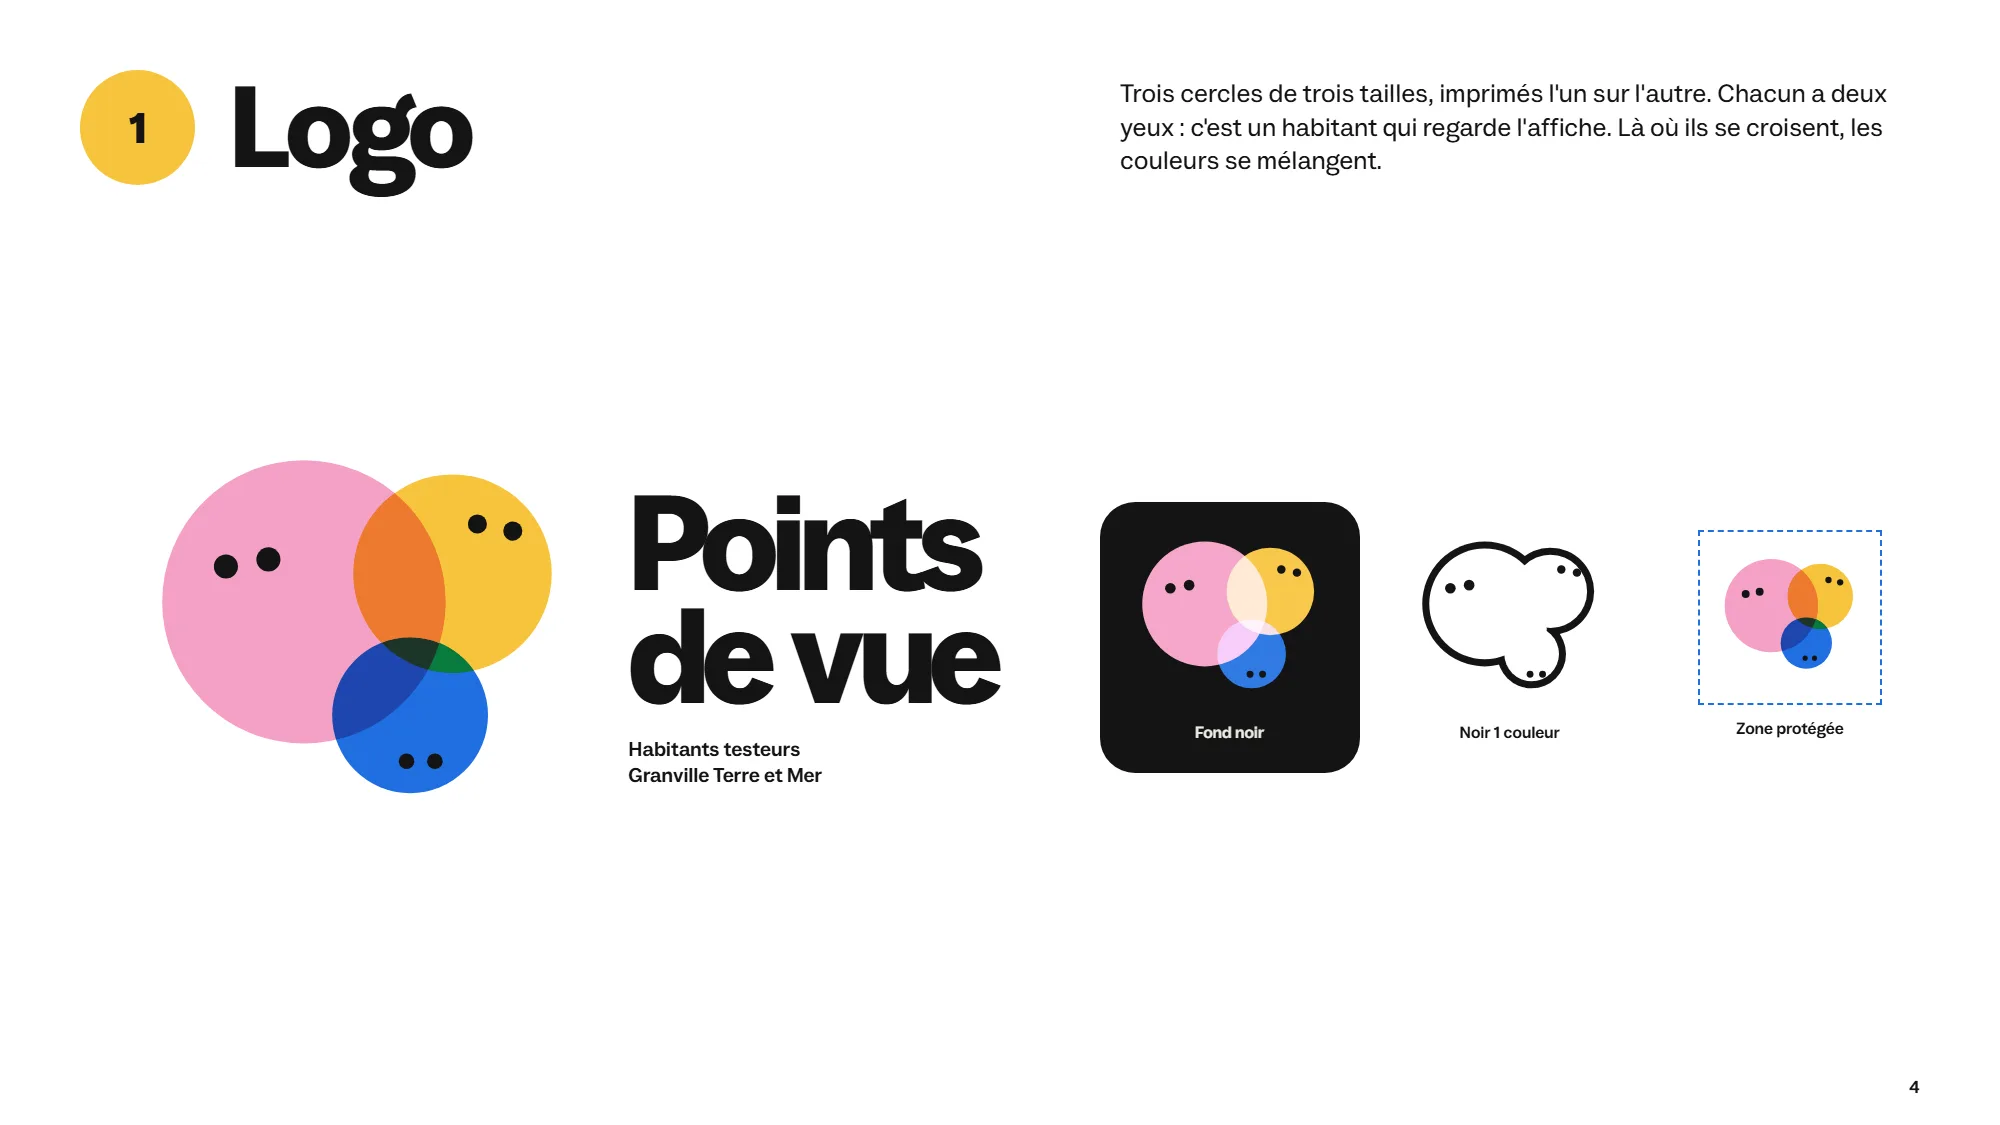 1
Logo
Trois cercles de trois tailles, imprimés l'un sur l'autre. Chacun a deux
yeux : c'est un habitant qui regarde l'affiche. Là où ils se croisent, les
couleurs se mélangent.
Points
de vue
Habitants testeurs
Granville Terre et Mer
Fond noir
Noir 1 couleur
Zone protégée
4